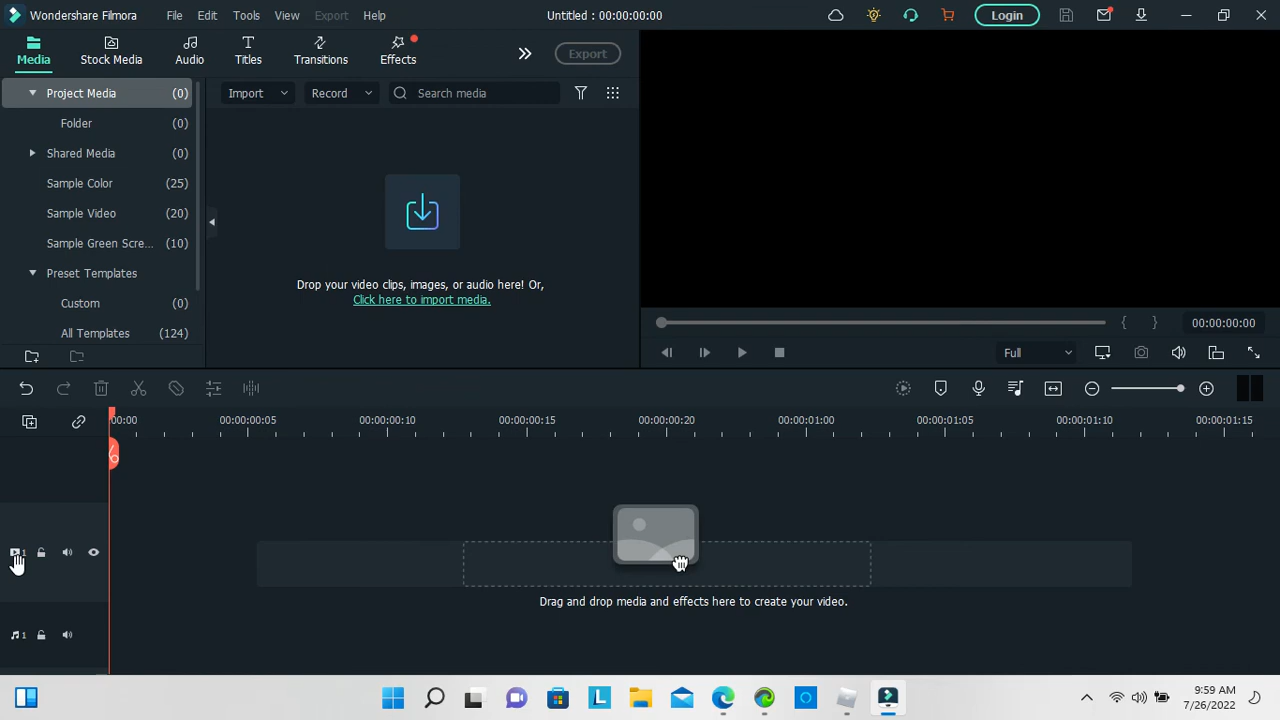 Wondershare Filmora File Edit Tools View Export Help Untitled : 00:00:00:00 Login
Media Stock Media Audio Titles Transitions Effects Export
Project Media (0) Import Record Search media
Folder (0)
Shared Media (0)
Sample Color (25)
Sample Video (20)
Sample Green Scre... (10)
Preset Templates
Custom (0)
All Templates (124)
Drop your video clips, images, or audio here! Or,
Click here to import media.
{ } 00:00:00:00
Full
00:00 00:00:00:05 00:00:00:10 00:00:00:15 00:00:00:20 00:00:01:00 00:00:01:05 00:00:01:10 00:00:01:15
1
Drag and drop media and effects here to create your video.
1
L
9:59 AM
7/26/2022